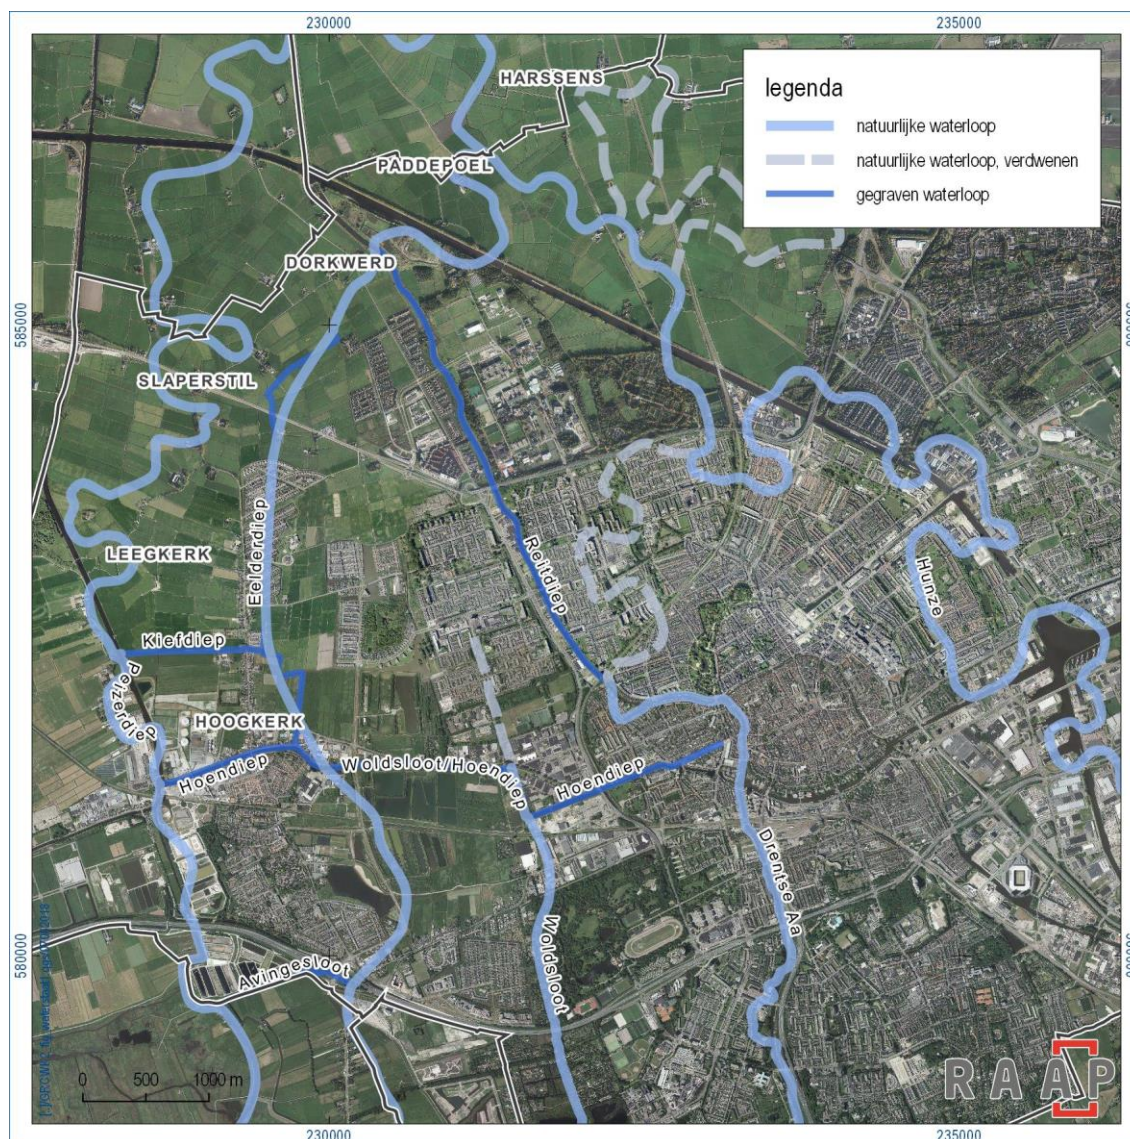 230000
235000
HARSSENS
legenda
natuurlijke waterloop
natuurlijke waterloop, verdwenen
gegraven waterloop
PADDEPOEL
DORKWERD
585000
SLAPERSTIL
LEEGKERK
Eelderdiep
Reitdiep
Hunze
Kiefdiep
Peizerdiep
HOOGKERK
Hoendiep
Woldsloot/Hoendiep
Hoendiep
Drentse Aa
Woldsloot
580000
Avingesloot
0 500 1000 m
RAAP
230000
235000